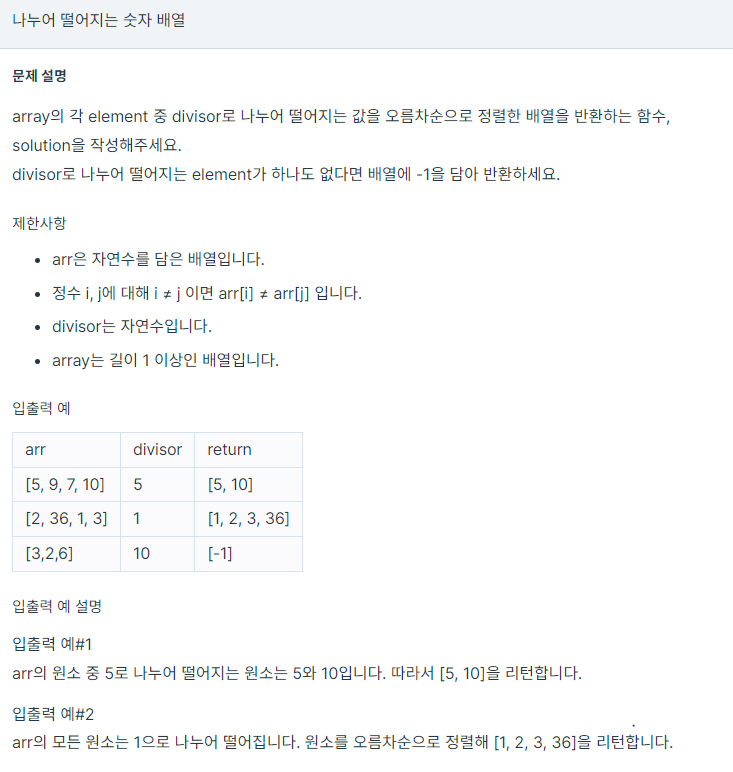 나누어 떨어지는 숫자 배열
문제 설명
array의 각 element 중 divisor로 나누어 떨어지는 값을 오름차순으로 정렬한 배열을 반환하는 함수,
solution을 작성해주세요.
divisor로 나누어 떨어지는 element가 하나도 없다면 배열에 -1을 담아 반환하세요.
제한사항
• arr은 자연수를 담은 배열입니다.
• 정수 i, j에 대해 i ≠ j 이면 arr[i] ≠ arr[j] 입니다.
• divisor는 자연수입니다.
• array는 길이 1 이상인 배열입니다.
입출력 예
arr divisor return
[5, 9, 7, 10] 5 [5, 10]
[2, 36, 1, 3] 1 [1, 2, 3, 36]
[3,2,6] 10 [-1]
입출력 예 설명
입출력 예#1
arr의 원소 중 5로 나누어 떨어지는 원소는 5와 10입니다. 따라서 [5, 10]을 리턴합니다.
입출력 예#2
arr의 모든 원소는 1으로 나누어 떨어집니다. 원소를 오름차순으로 정렬해 [1, 2, 3, 36]을 리턴합니다.